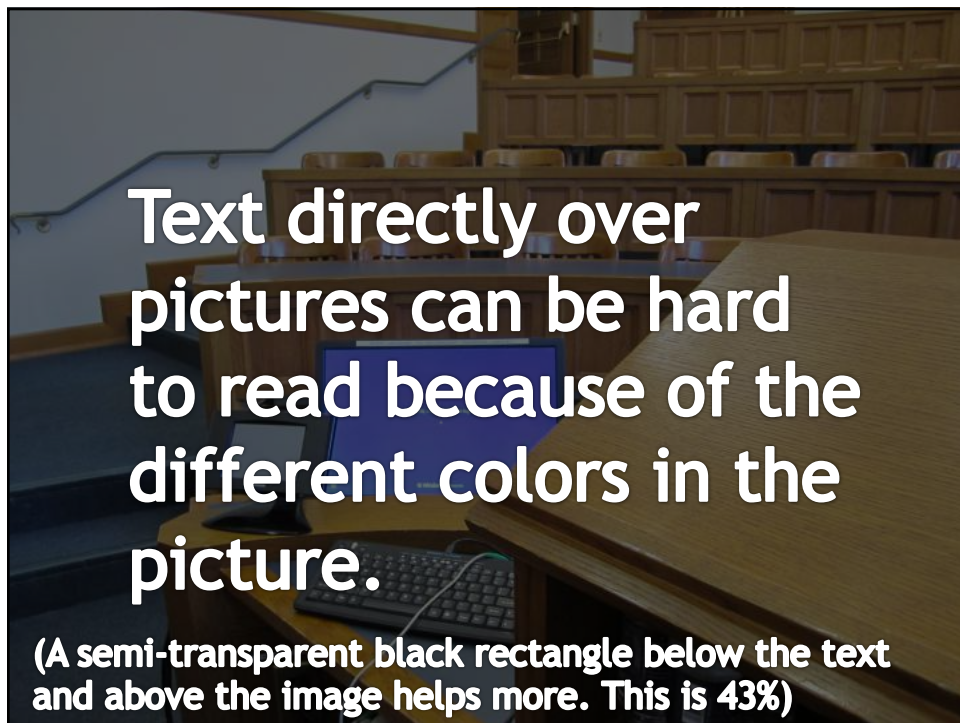 Text directly over
pictures can be hard
to read because of the
different colors in the
picture.
(A semi-transparent black rectangle below the text
and above the image helps more. This is 43%)